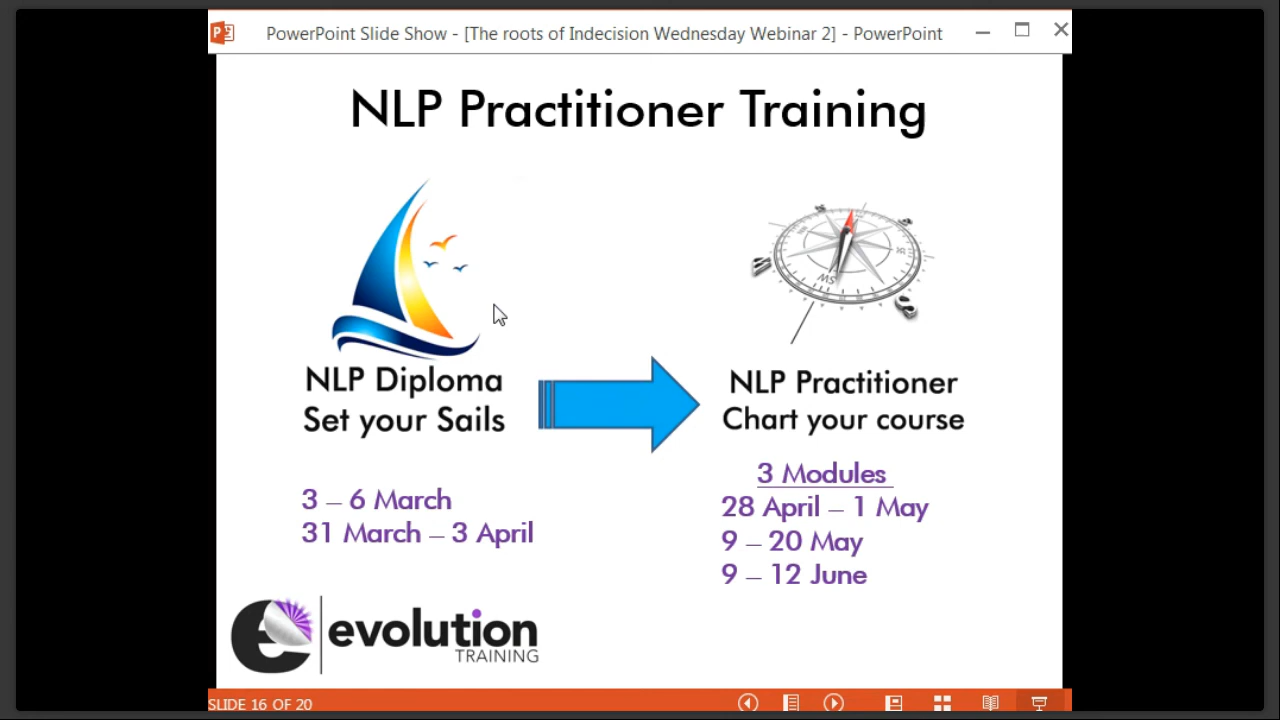 PowerPoint Slide Show - [The roots of Indecision Wednesday Webinar 2] - PowerPoint
NLP Practitioner Training
SW
S
NLP Diploma
Set your Sails
NLP Practitioner
Chart your course
3 Modules
3 – 6 March
31 March – 3 April
28 April – 1 May
9 – 20 May
9 – 12 June
evolution
TRAINING
SLIDE 16 OF 20